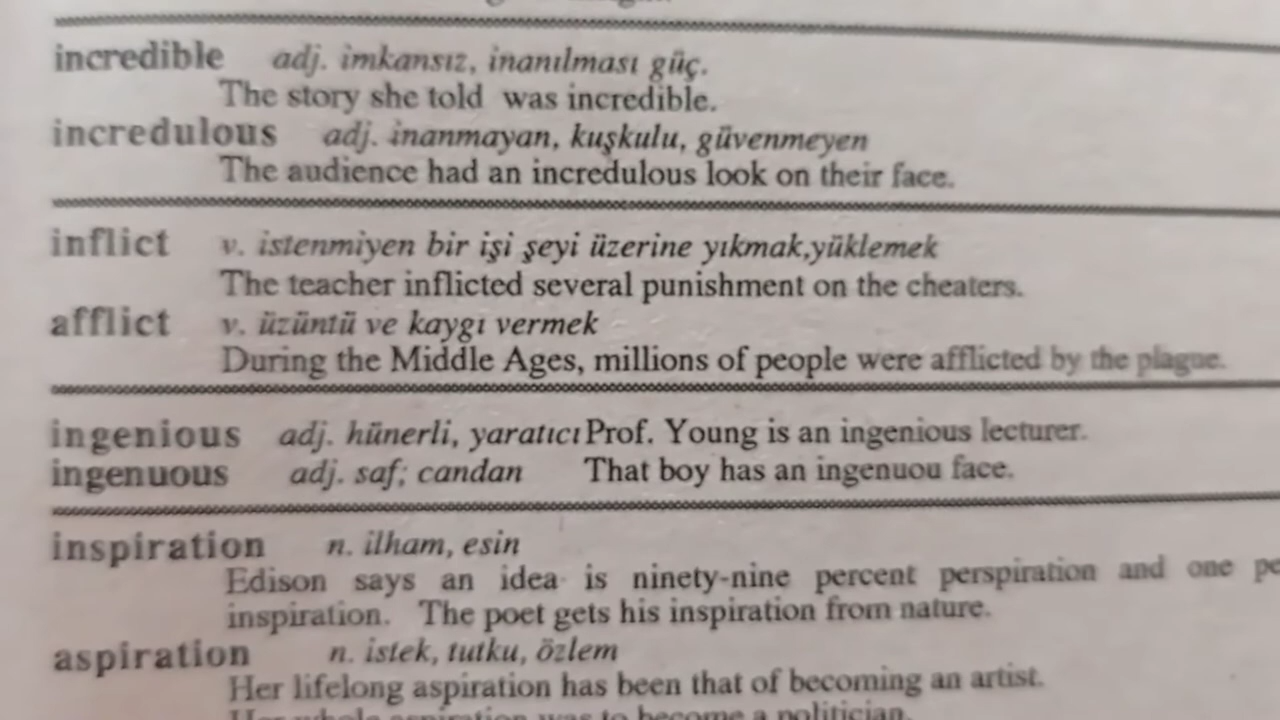 incredible adj. imkansız, inanılması güç.
The story she told was incredible.
incredulous adj. inanmayan, kuşkulu, güvenmeyen
The audience had an incredulous look on their face.
inflict v. istenmiyen bir işi şeyi üzerine yıkmak,yüklemek
The teacher inflicted several punishment on the cheaters.
afflict v. üzüntü ve kaygı vermek
During the Middle Ages, millions of people were afflicted by the plague.
ingenious adj. hünerli, yaratıcı Prof. Young is an ingenious lecturer.
ingenuous adj. saf; candan That boy has an ingenuou face.
inspiration n. ilham, esin
Edison says an idea is ninety-nine percent perspiration and one pe
inspiration. The poet gets his inspiration from nature.
aspiration n. istek, tutku, özlem
Her lifelong aspiration has been that of becoming an artist.
Her whole aspiration was to become a politician.